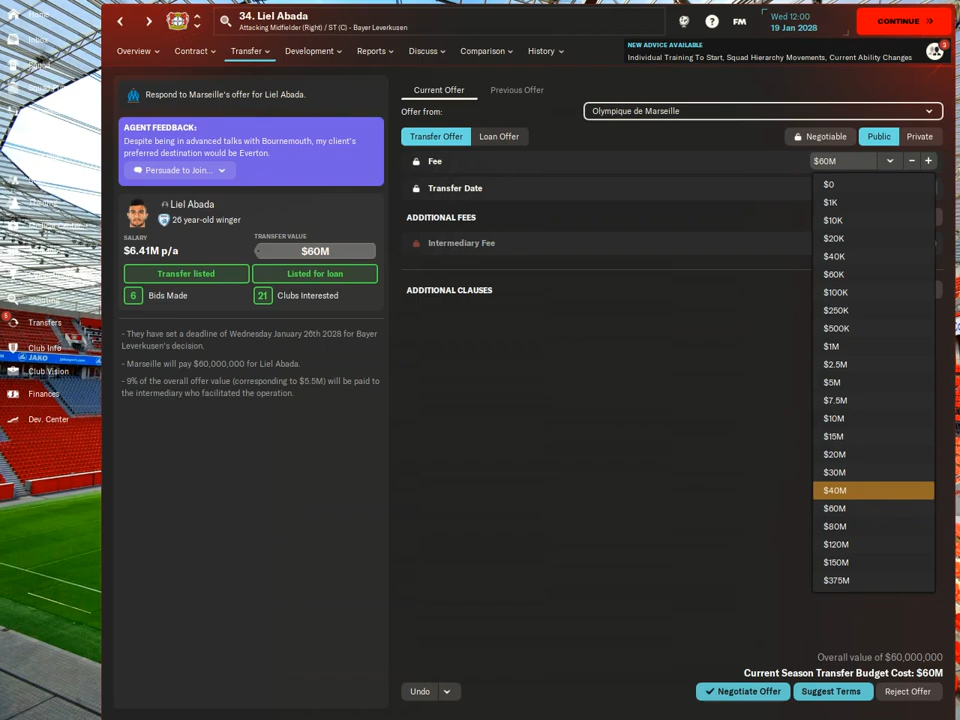 34. Liel Abada
Attacking Midfielder (Right) / ST (C) - Bayer Leverkusen
FM
Wed 12:00
19 Jan 2028
CONTINUE
Overview
Contract
Transfer
Development
Reports
Discuss
Comparison
History
NEW ADVICE AVAILABLE
Individual Training To Start, Squad Hierarchy Movements, Current Ability Changes
3
Home
Inbox
5
Transfers
Club Info
JAKO
Club Vision
Finances
Dev. Center
Respond to Marseille's offer for Liel Abada.
AGENT FEEDBACK:
Despite being in advanced talks with Bournemouth, my client's
preferred destination would be Everton.
Persuade to Join...
Liel Abada
26 year-old winger
SALARY
$6.41M p/a
TRANSFER VALUE
$60M
Transfer listed
Listed for loan
6 Bids Made
21 Clubs Interested
- They have set a deadline of Wednesday January 26th 2028 for Bayer
Leverkusen's decision.
- Marseille will pay $60,000,000 for Liel Abada.
- 9% of the overall offer value (corresponding to $5.5M) will be paid to
the intermediary who facilitated the operation.
Current Offer
Previous Offer
Offer from:
Olympique de Marseille
Transfer Offer
Loan Offer
Negotiable
Public
Private
Fee
$60M
Transfer Date
ADDITIONAL FEES
Intermediary Fee
ADDITIONAL CLAUSES
$0
$1K
$10K
$20K
$40K
$60K
$100K
$250K
$500K
$1M
$2.5M
$5M
$7.5M
$10M
$15M
$20M
$30M
$40M
$60M
$80M
$120M
$150M
$375M
Overall value of $60,000,000
Current Season Transfer Budget Cost: $60M
Undo
Negotiate Offer
Suggest Terms
Reject Offer